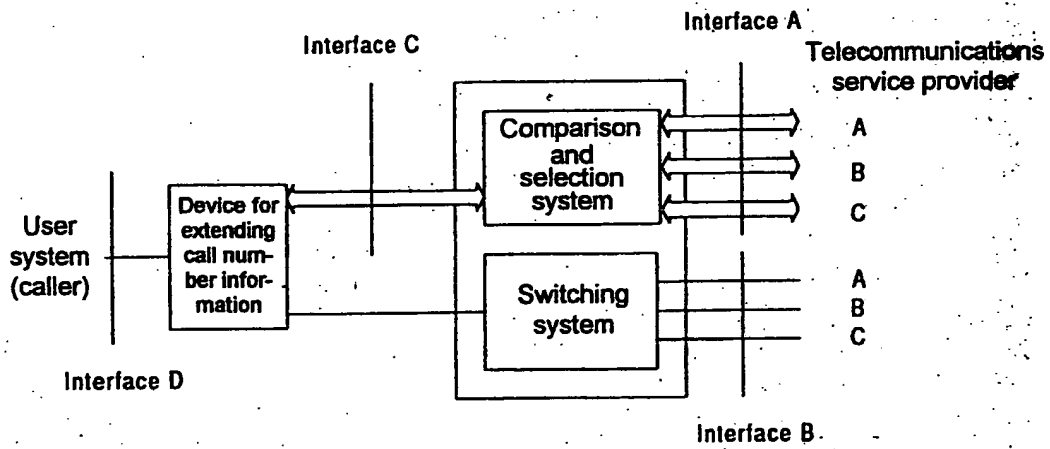 Interface A
Interface C
Telecommunications
service provider
Comparison
and
selection
system
A
B
C
User
system
(caller)
Device for
extending
call num-
ber infor-
mation
Switching
system
A
B
C
Interface D
Interface B